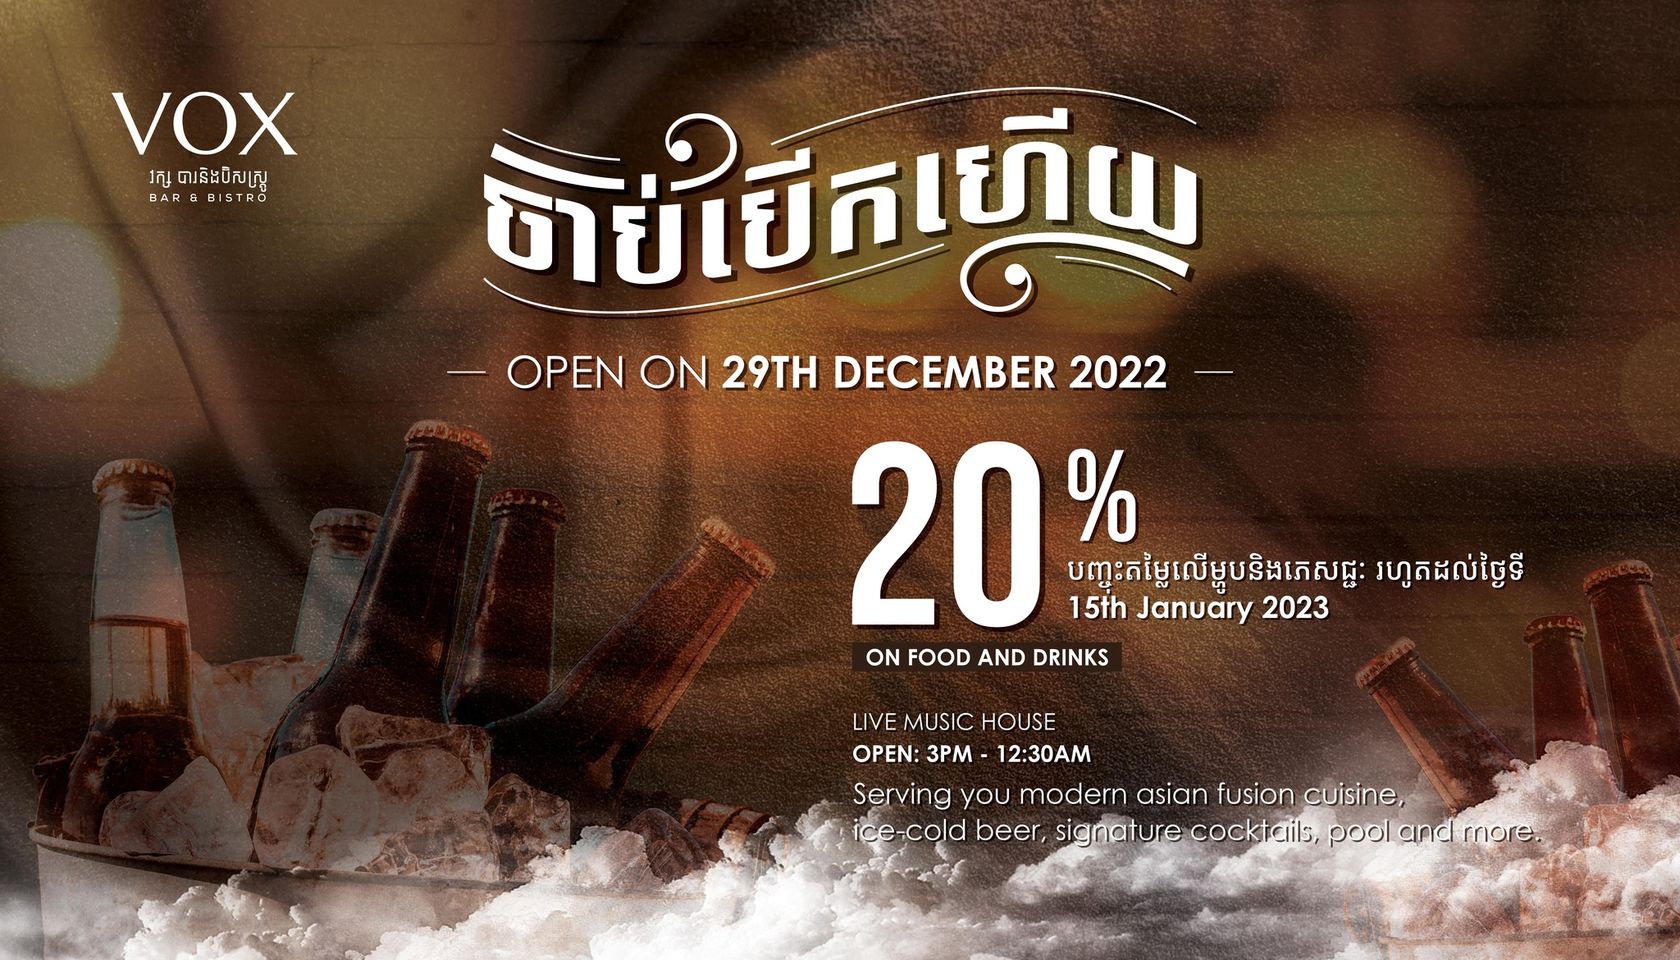 VOX
វក្ស បារនិងបិសស្ត្រូ
BAR & BISTRO
ចាប់បើកហើយ
OPEN ON 29TH DECEMBER 2022
20%
បញ្ចុះតម្លៃលើម្ហូបនិងភេសជ្ជៈ រហូតដល់ថ្ងៃទី
15th January 2023
ON FOOD AND DRINKS
LIVE MUSIC HOUSE
OPEN: 3PM - 12:30AM
Serving you modern asian fusion cuisine,
ice-cold beer, signature cocktails, pool and more.